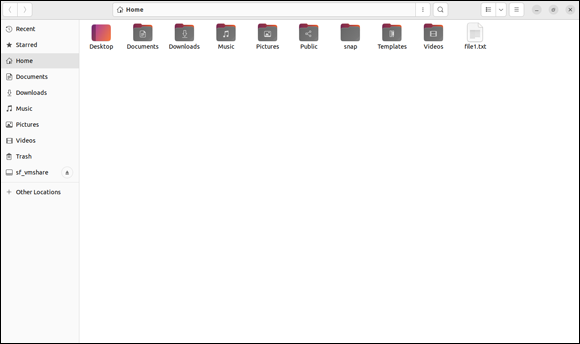 Home
Recent
Starred
Home
Documents
Downloads
Music
Pictures
Videos
Trash
sf_vmshare
Other Locations
Desktop Documents Downloads Music Pictures Public snap Templates Videos file1.txt